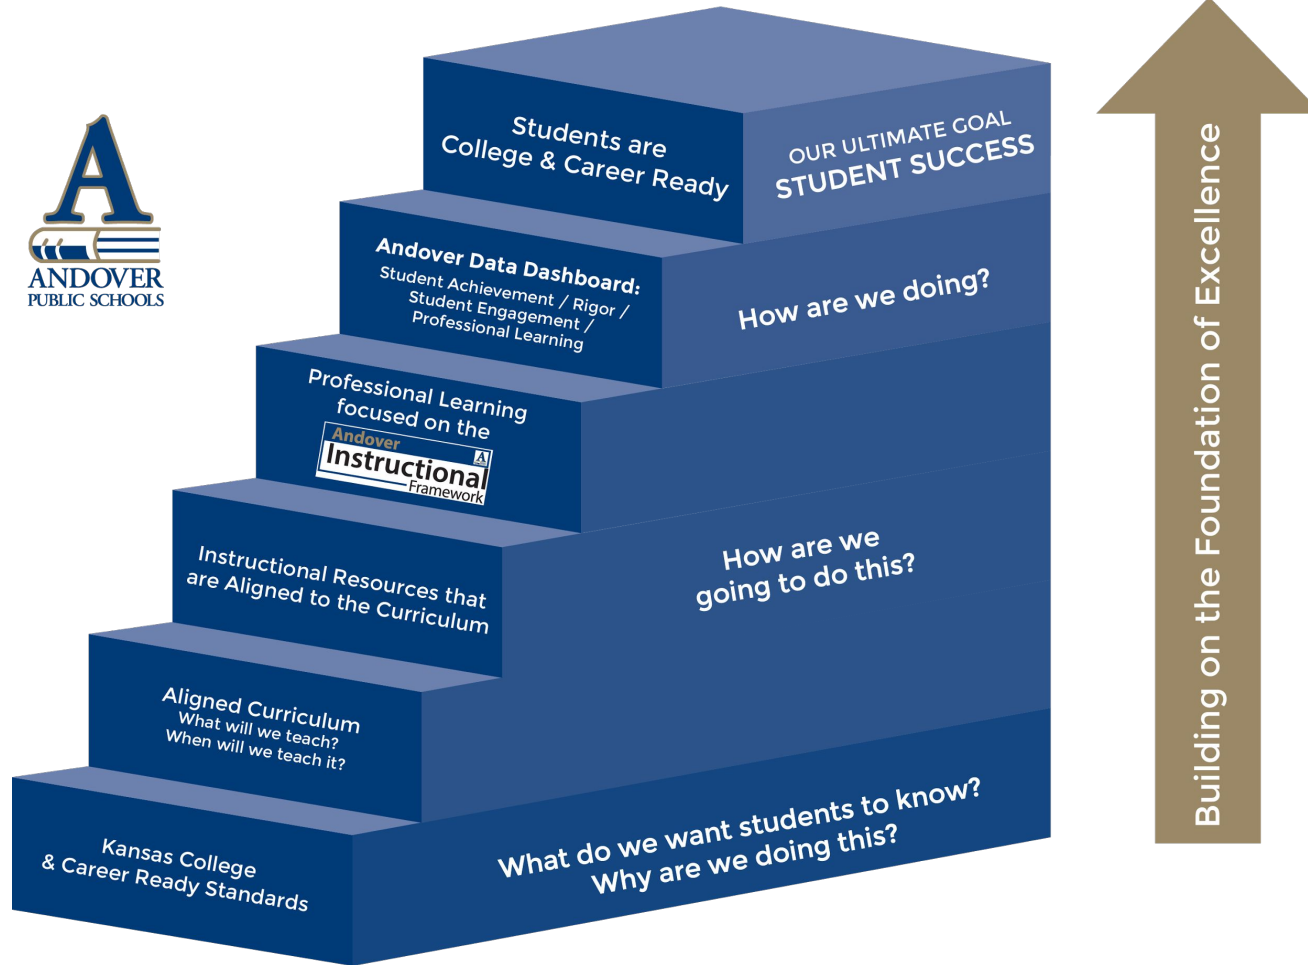 Students are
College & Career Ready
OUR ULTIMATE GOAL
STUDENT SUCCESS
A
ANDOVER
PUBLIC SCHOOLS
Andover Data Dashboard:
Student Achievement / Rigor /
Student Engagement /
Professional Learning
How are we doing?
Professional Learning
focused on the
Andover
A
Instructional
Framework
Instructional Resources that
are Aligned to the Curriculum
How are we
going to do this?
Aligned Curriculum
What will we teach?
When will we teach it?
Kansas College
& Career Ready Standards
What do we want students to know?
Why are we doing this?
Building on the Foundation of Excellence